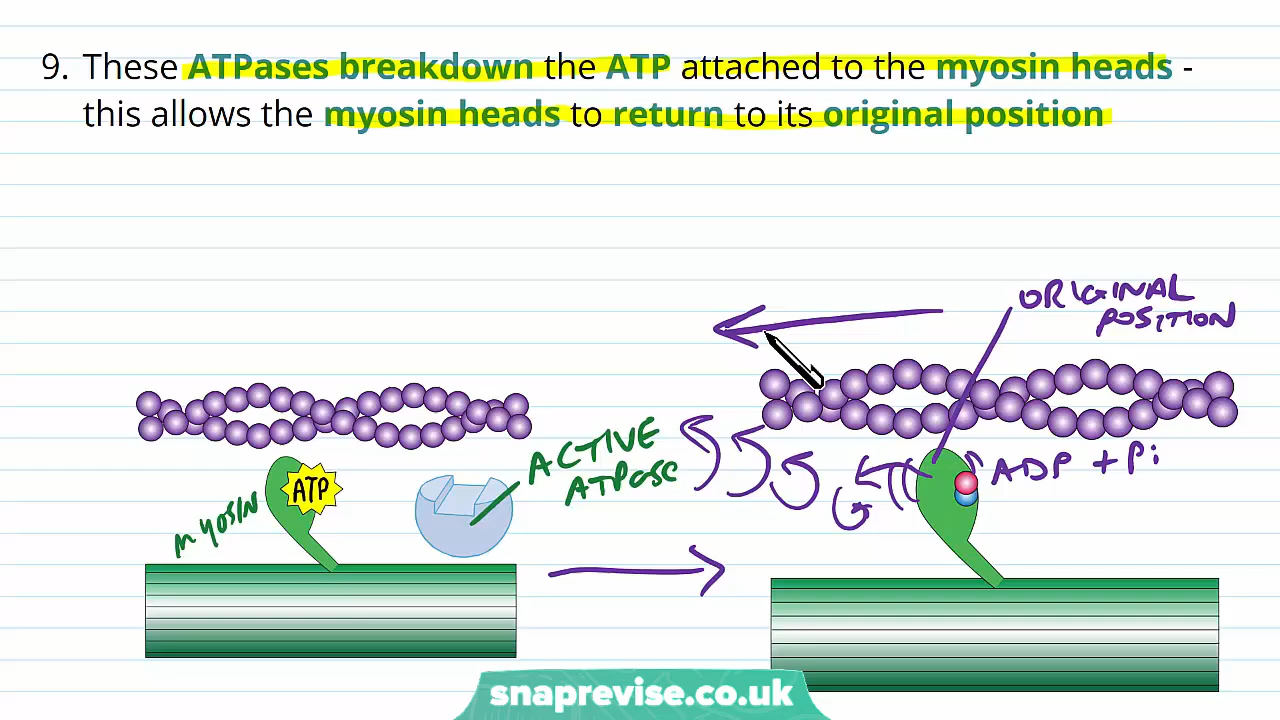 9. These ATPases breakdown the ATP attached to the myosin heads -
this allows the myosin heads to return to its original position
ORIGINAL
POSITION
ACTIVE
ATPase
ADP + Pi
ATP
MYOSIN
snaprevise.co.uk